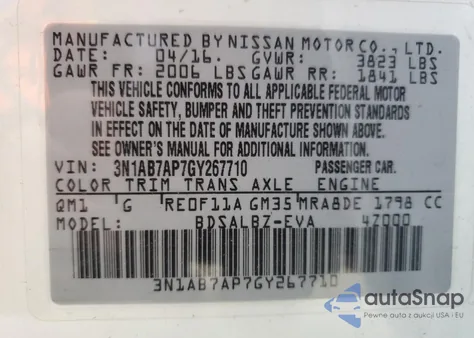 MANUFACTURED BY NISSAN MOTOR CO., LTD.
DATE: 04/16. GVWR: 3823 LBS
GAWR FR: 2006 LBS GAWR RR: 1841 LBS
THIS VEHICLE CONFORMS TO ALL APPLICABLE FEDERAL MOTOR
VEHICLE SAFETY, BUMPER AND THEFT PREVENTION STANDARDS
IN EFFECT ON THE DATE OF MANUFACTURE SHOWN ABOVE.
SEE OWNER'S MANUAL FOR ADDITIONAL INFORMATION.
VIN: 3N1AB7AP7GY267710 PASSENGER CAR.
COLOR TRIM TRANS AXLE ENGINE
QM1 G RE0F11A GM35 MRA8DE 1798 CC
BDSALBZ-EVA 4Z000
3N1AB7AP7GY267710
autoSnap
Pewne auta z aukcji USA i EU